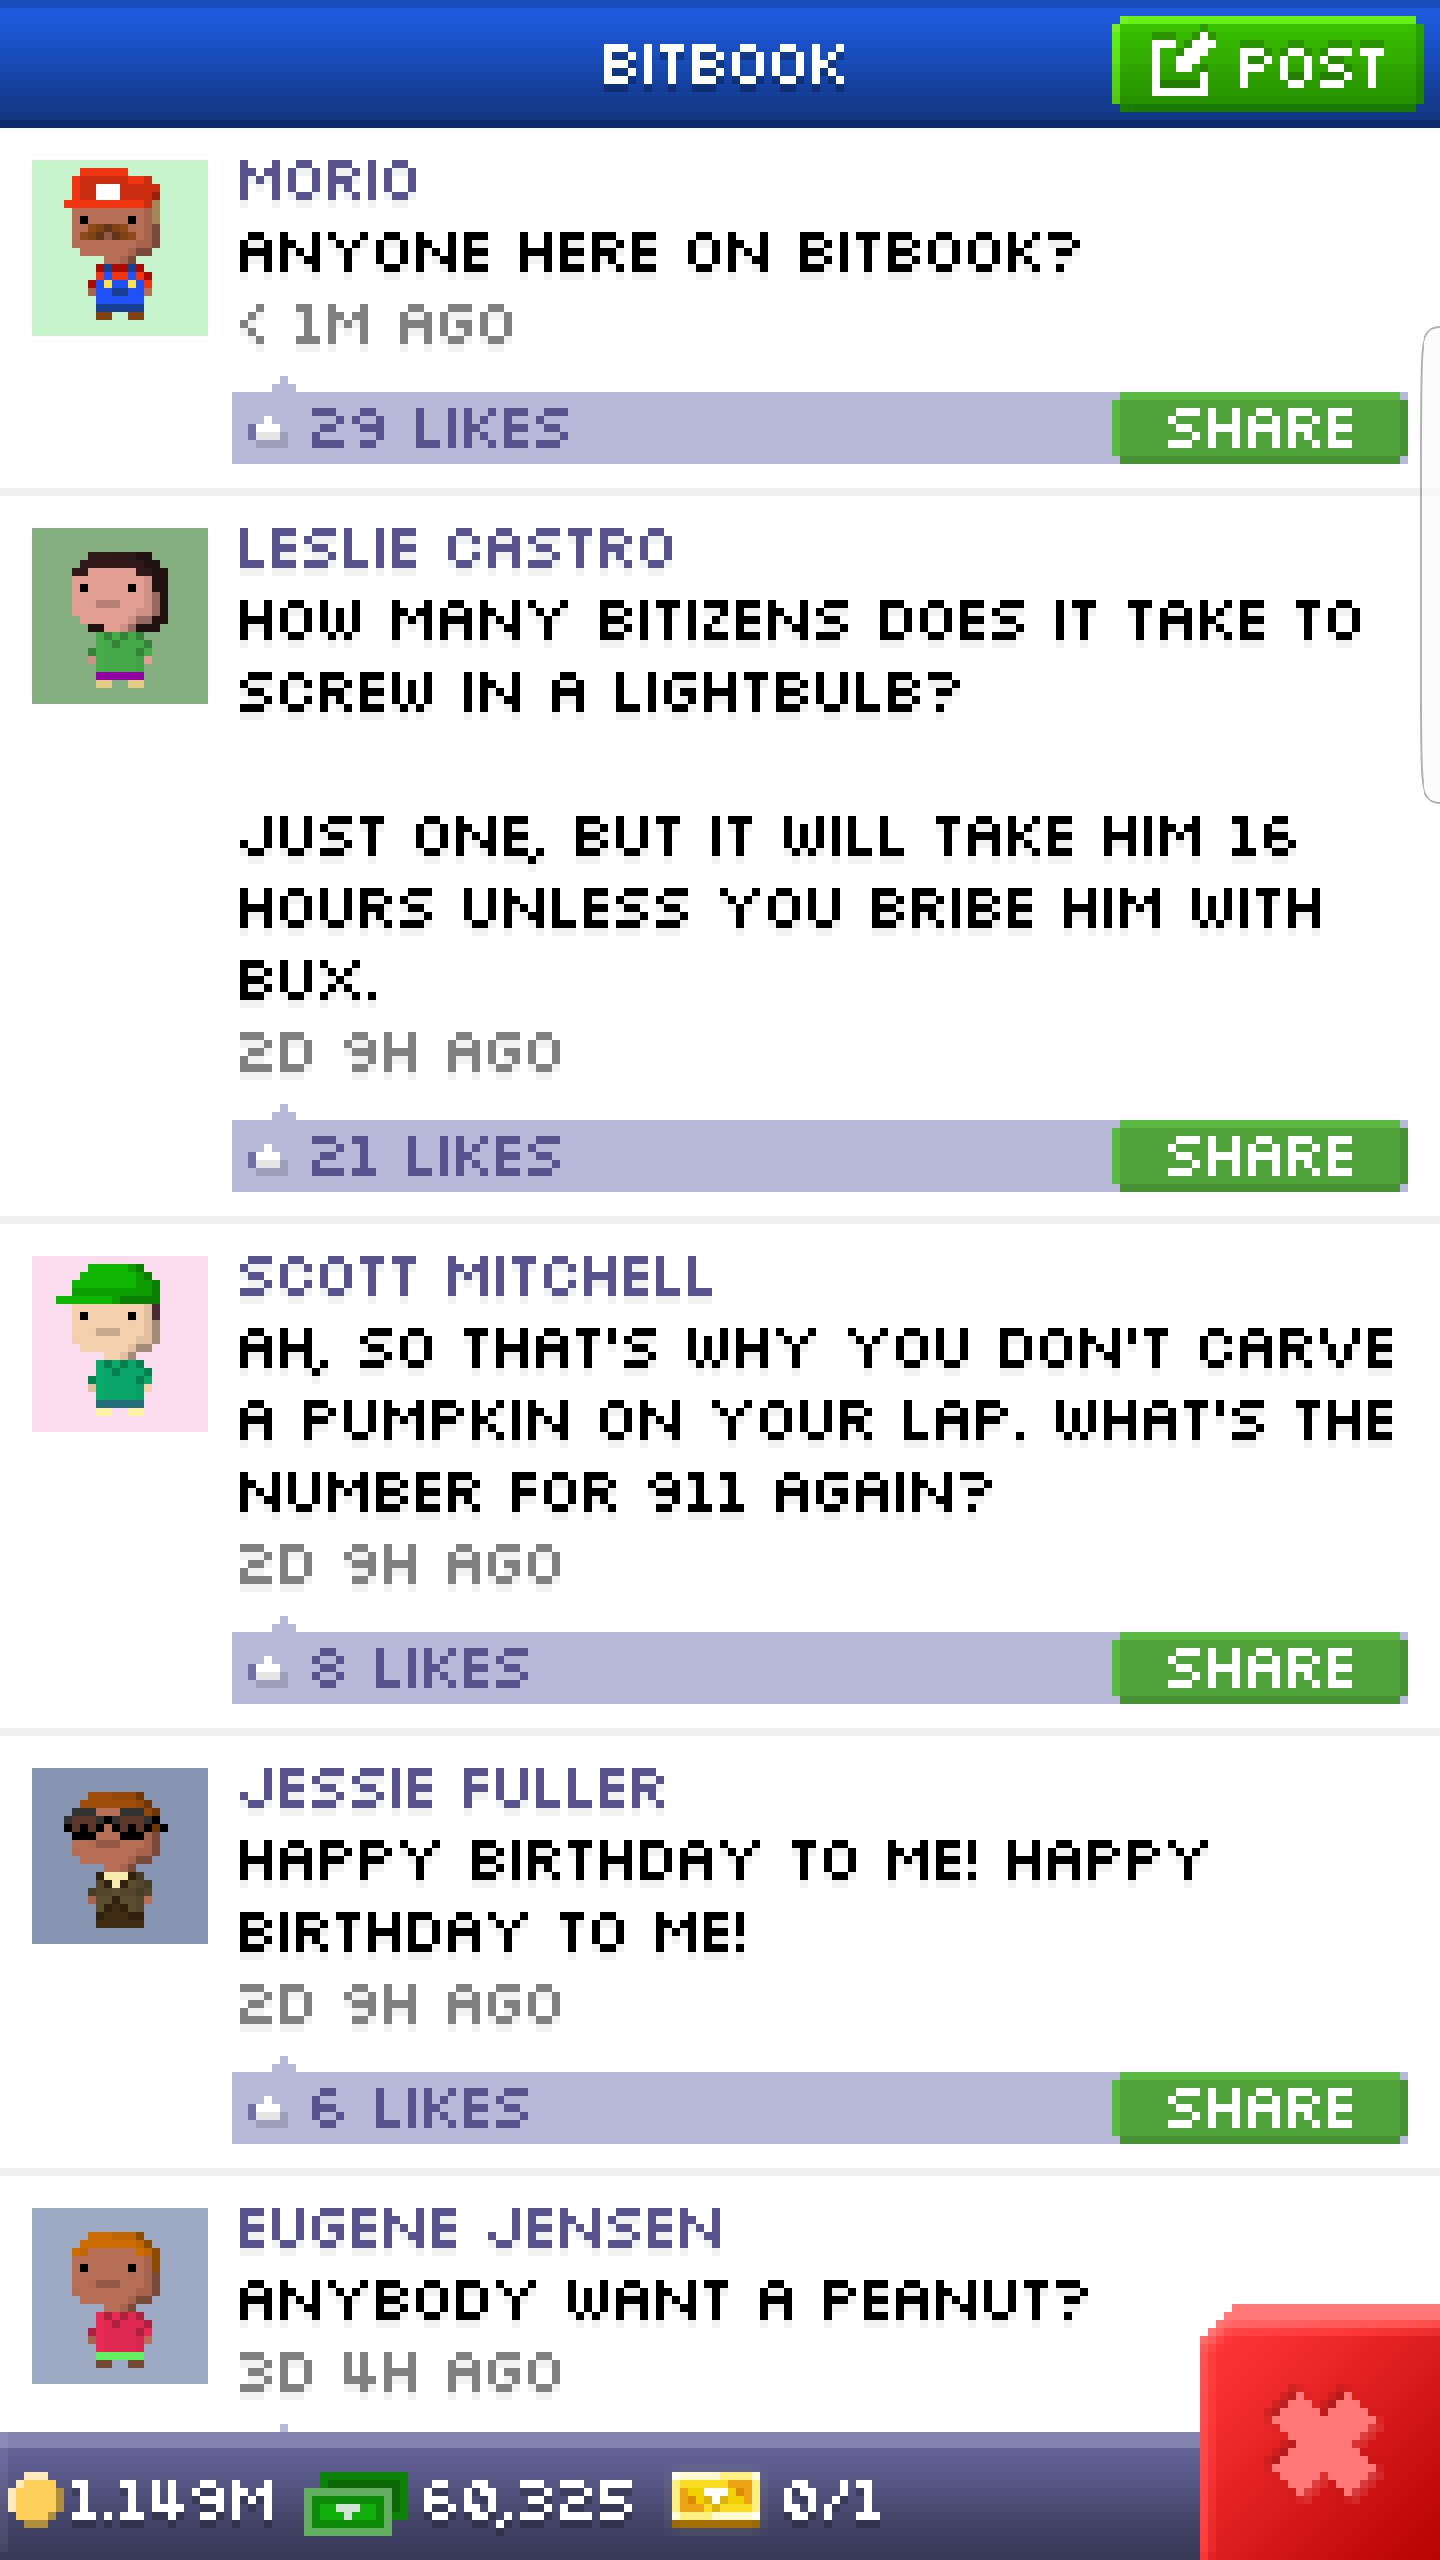 BITBOOK
POST
MORIO
ANYONE HERE ON BITBOOK?
< 1M AGO
29 LIKES
SHARE
LESLIE CASTRO
HOW MANY BITIZENS DOES IT TAKE TO
SCREW IN A LIGHTBULB?
JUST ONE, BUT IT WILL TAKE HIM 16
HOURS UNLESS YOU BRIBE HIM WITH
BUX.
2D 9H AGO
21 LIKES
SHARE
SCOTT MITCHELL
AH, SO THAT'S WHY YOU DON'T CARVE
A PUMPKIN ON YOUR LAP. WHAT'S THE
NUMBER FOR 911 AGAIN?
2D 9H AGO
8 LIKES
SHARE
JESSIE FULLER
HAPPY BIRTHDAY TO ME! HAPPY
BIRTHDAY TO ME!
2D 9H AGO
6 LIKES
SHARE
EUGENE JENSEN
ANYBODY WANT A PEANUT?
3D 4H AGO
1.149M 60,325 0/1